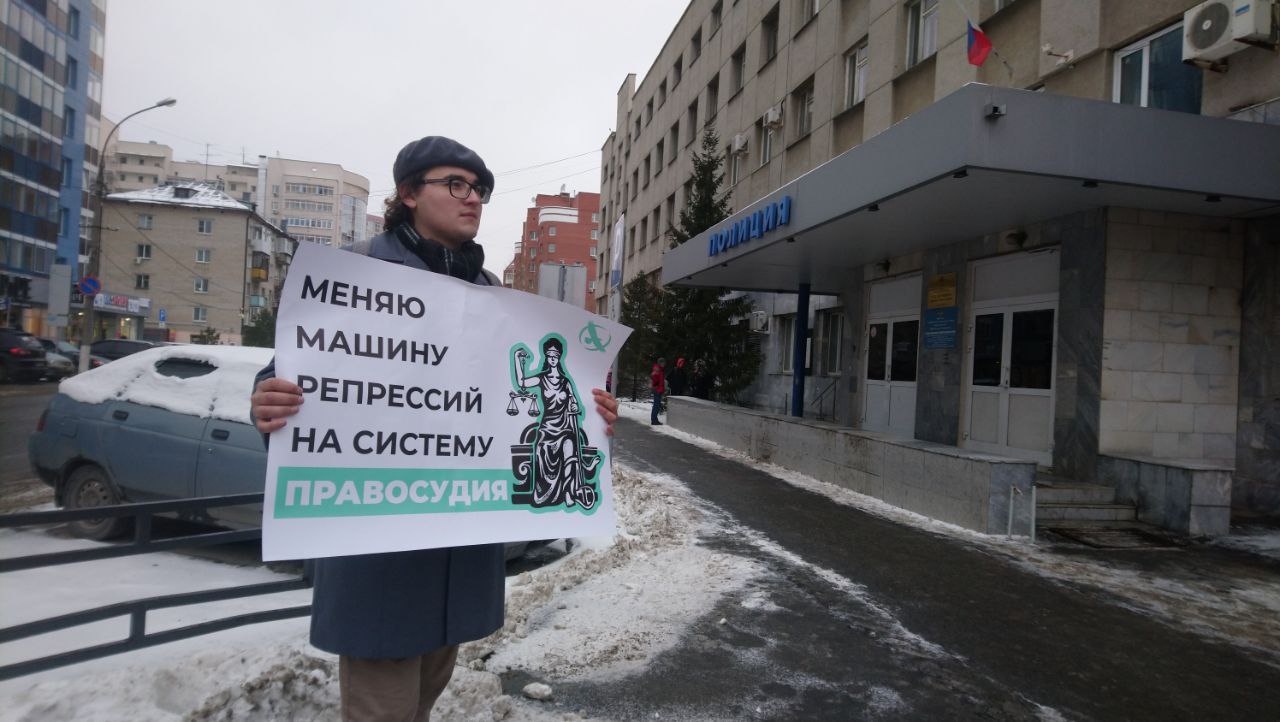 МЕНЯЮ
МАШИНУ
РЕПРЕССИЙ
НА СИСТЕМУ
ПРАВОСУДИЯ
ПОЛИЦИЯ